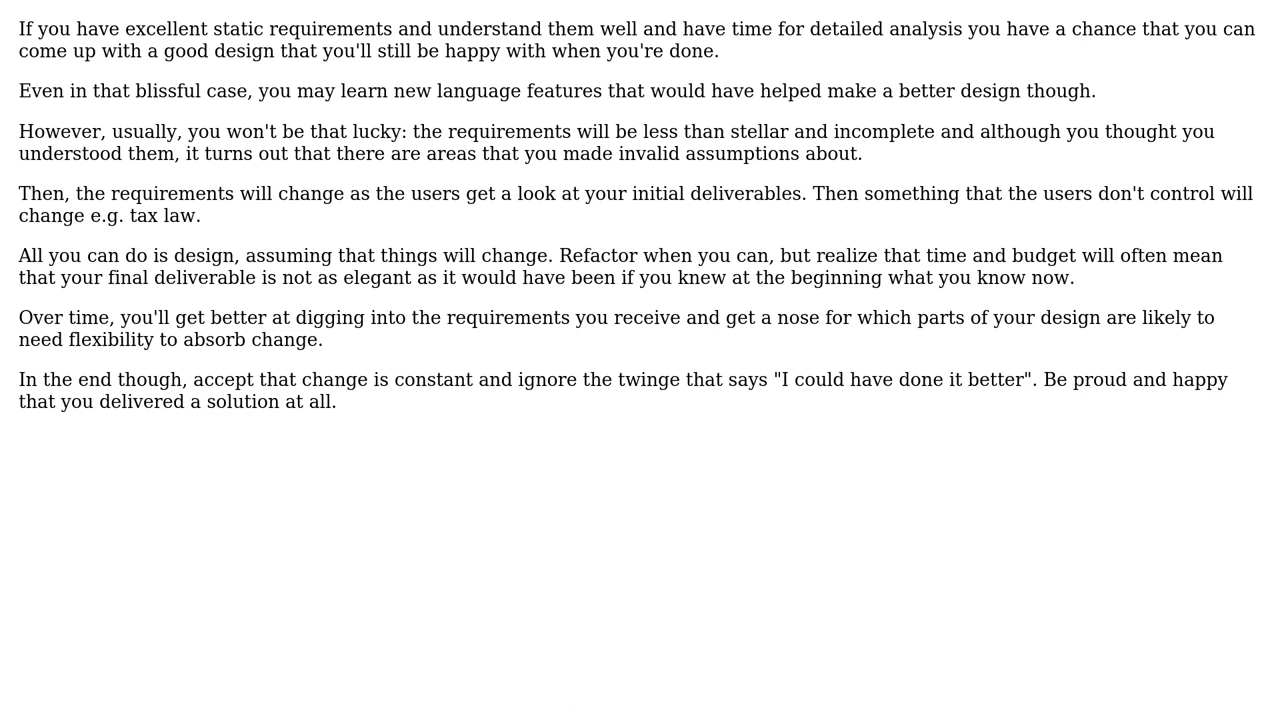 If you have excellent static requirements and understand them well and have time for detailed analysis you have a chance that you can
come up with a good design that you'll still be happy with when you're done.
Even in that blissful case, you may learn new language features that would have helped make a better design though.
However, usually, you won't be that lucky: the requirements will be less than stellar and incomplete and although you thought you
understood them, it turns out that there are areas that you made invalid assumptions about.
Then, the requirements will change as the users get a look at your initial deliverables. Then something that the users don't control will
change e.g. tax law.
All you can do is design, assuming that things will change. Refactor when you can, but realize that time and budget will often mean
that your final deliverable is not as elegant as it would have been if you knew at the beginning what you know now.
Over time, you'll get better at digging into the requirements you receive and get a nose for which parts of your design are likely to
need flexibility to absorb change.
In the end though, accept that change is constant and ignore the twinge that says "I could have done it better". Be proud and happy
that you delivered a solution at all.